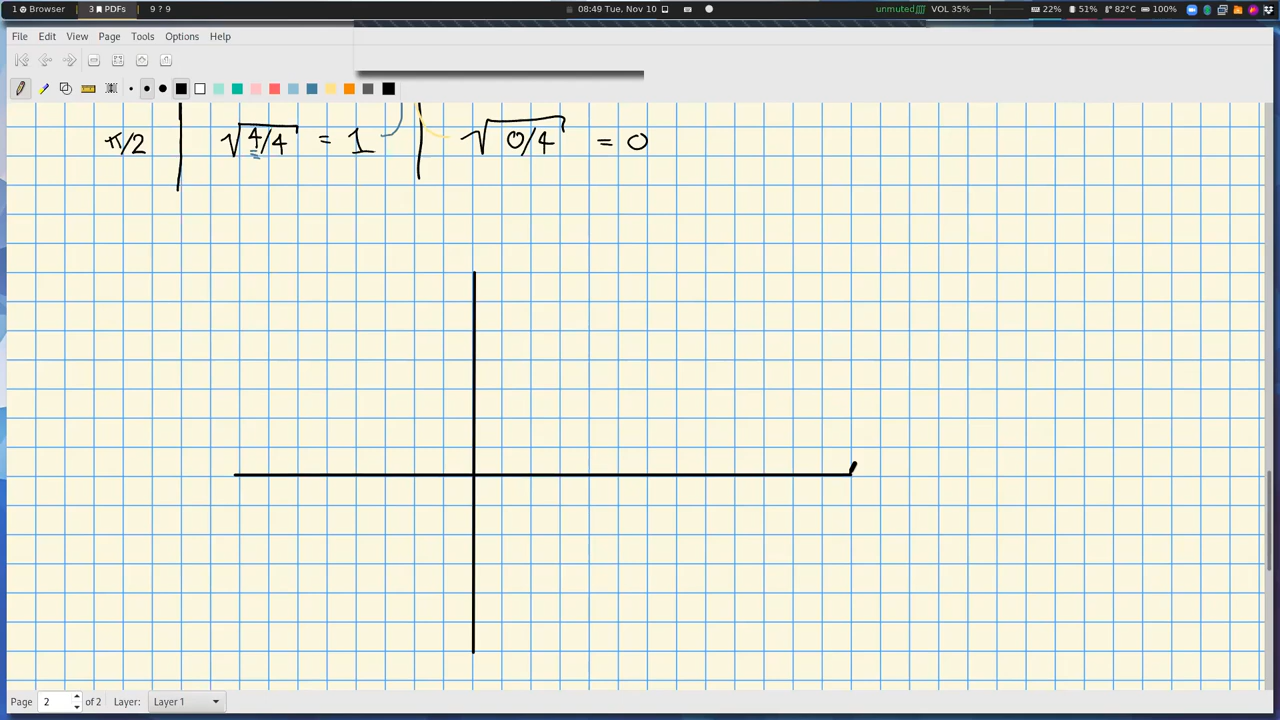 1 Browser 3 PDFs 9 ? 9 08:49 Tue, Nov 10 unmuted VOL 35% 22% 51% 82°C 100%
File Edit View Page Tools Options Help
π/2 √4/4 = 1 √0/4 = 0
Page 2 of 2 Layer: Layer 1